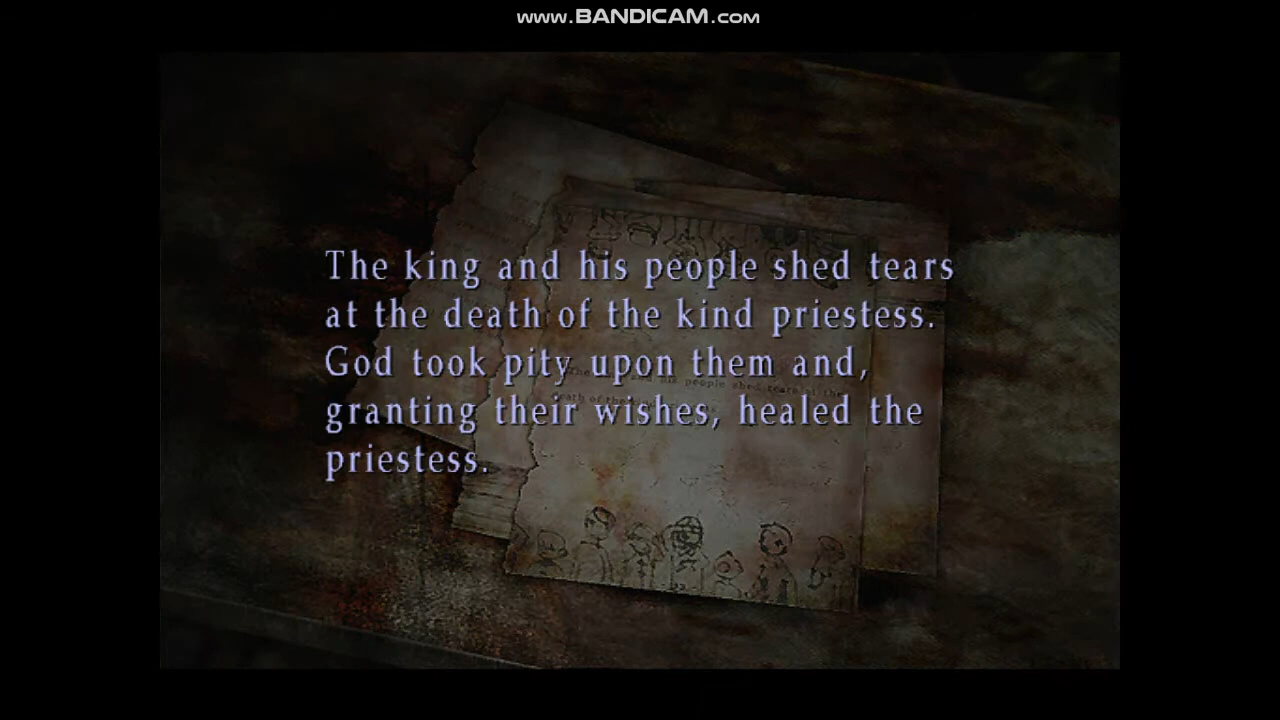 www.BANDICAM.com
The king and his people shed tears
at the death of the kind priestess.
God took pity upon them and,
granting their wishes, healed the
priestess.